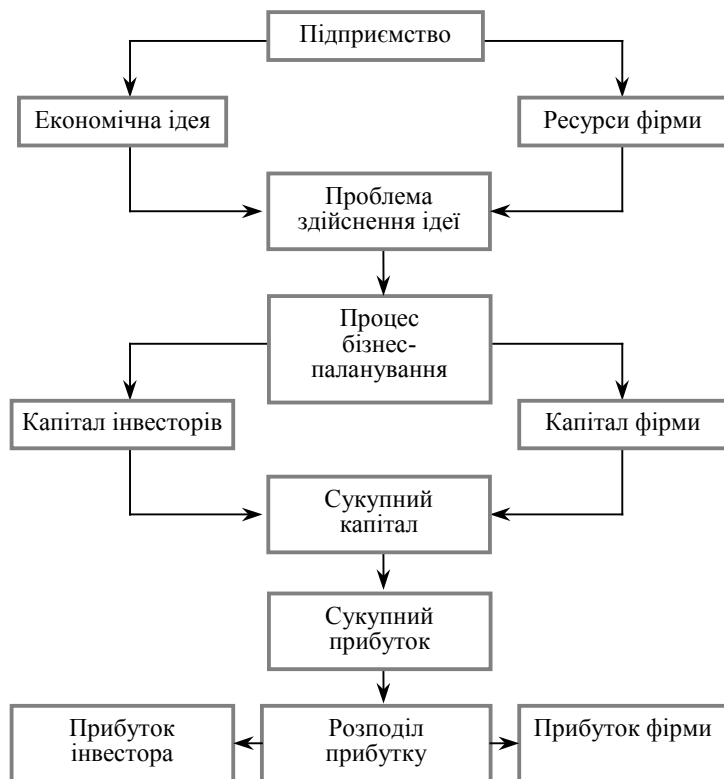 Підприємство
Економічна ідея
Ресурси фірми
Проблема
здійснення ідеї
Процес
бізнес-
паланування
Капітал інвесторів
Капітал фірми
Сукупний
капітал
Сукупний
прибуток
Прибуток
інвестора
Розподіл
прибутку
Прибуток фірми